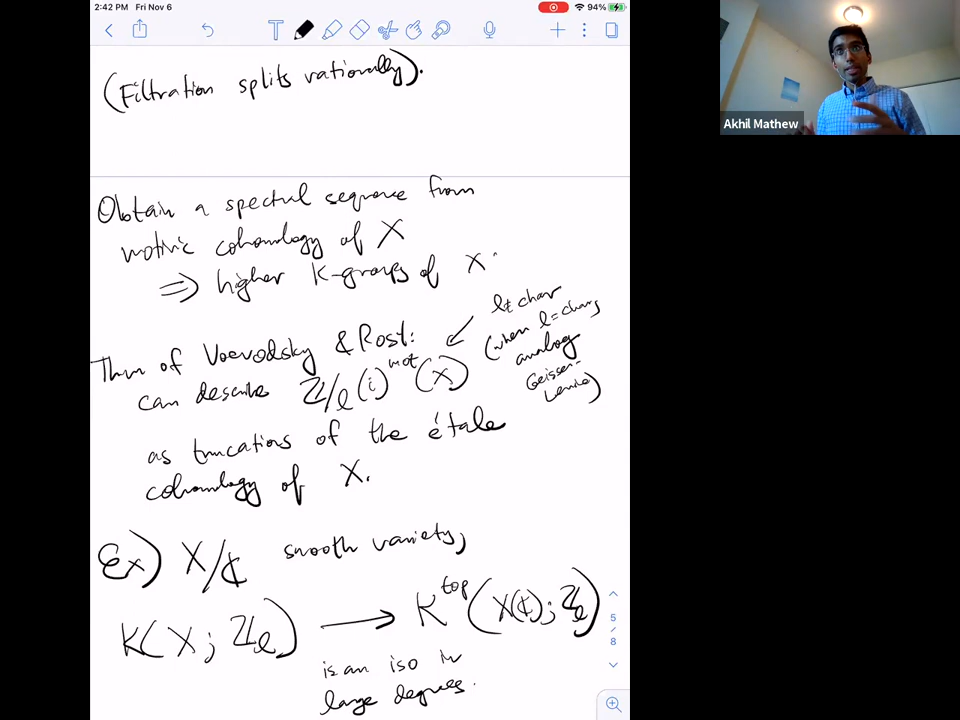 2:42 PM Fri Nov 6
94%
Akhil Mathew
(Filtration splits rationally).
Obtain a spectral sequence from
motivic cohomology of X
⟹ higher K-groups of X.
Thm of Voevodsky & Rost:
can describe ℤ/ℓ(i)^mot (X)
ℓ≠char
(when ℓ=char,
analog
Geisser-
Levine)
as truncations of the étale
cohomology of X.
Ex) X/ℂ smooth variety,
K(X; ℤ_ℓ) ⟶ K^top(X(ℂ); ℤ_ℓ)
is an iso in
large degrees.
5
/
8